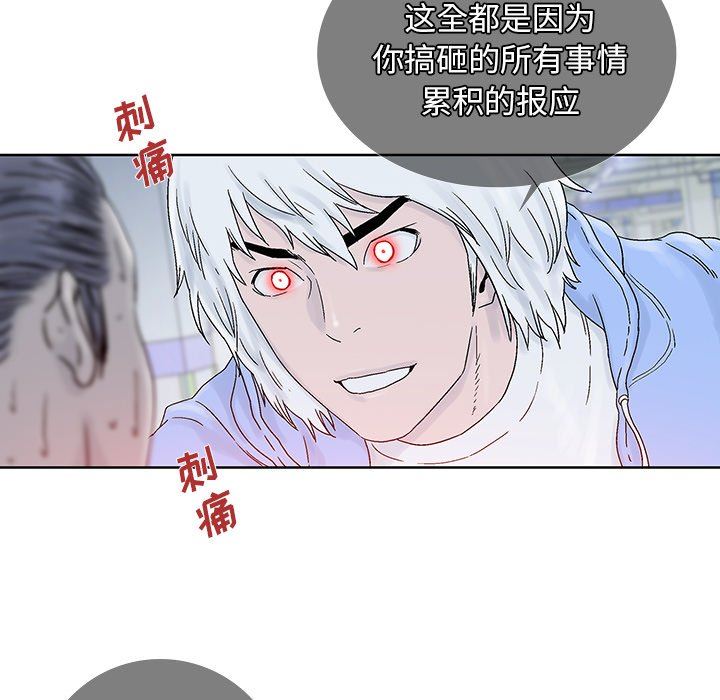 这全都是因为
你搞砸的所有事情
累积的报应
刺痛
刺痛